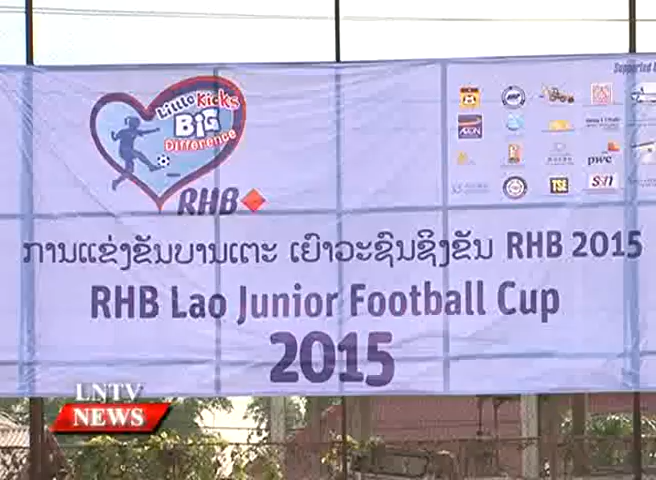 Little Kicks
BiG
Difference
RHB
Supported
AEON
pwc
TSE
ການແຂ່ງຂັນບານເຕະ ເຍົາວະຊົນຊິງຂັນ RHB 2015
RHB Lao Junior Football Cup
2015
LNTV
NEWS